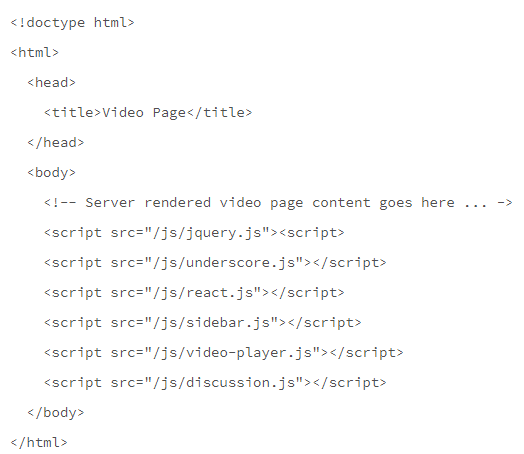 <!doctype html>
<html>
<head>
<title>Video Page</title>
</head>
<body>
<!-- Server rendered video page content goes here ... ->
<script src="/js/jquery.js"><script>
<script src="/js/underscore.js"></script>
<script src="/js/react.js"></script>
<script src="/js/sidebar.js"></script>
<script src="/js/video-player.js"></script>
<script src="/js/discussion.js"></script>
</body>
</html>